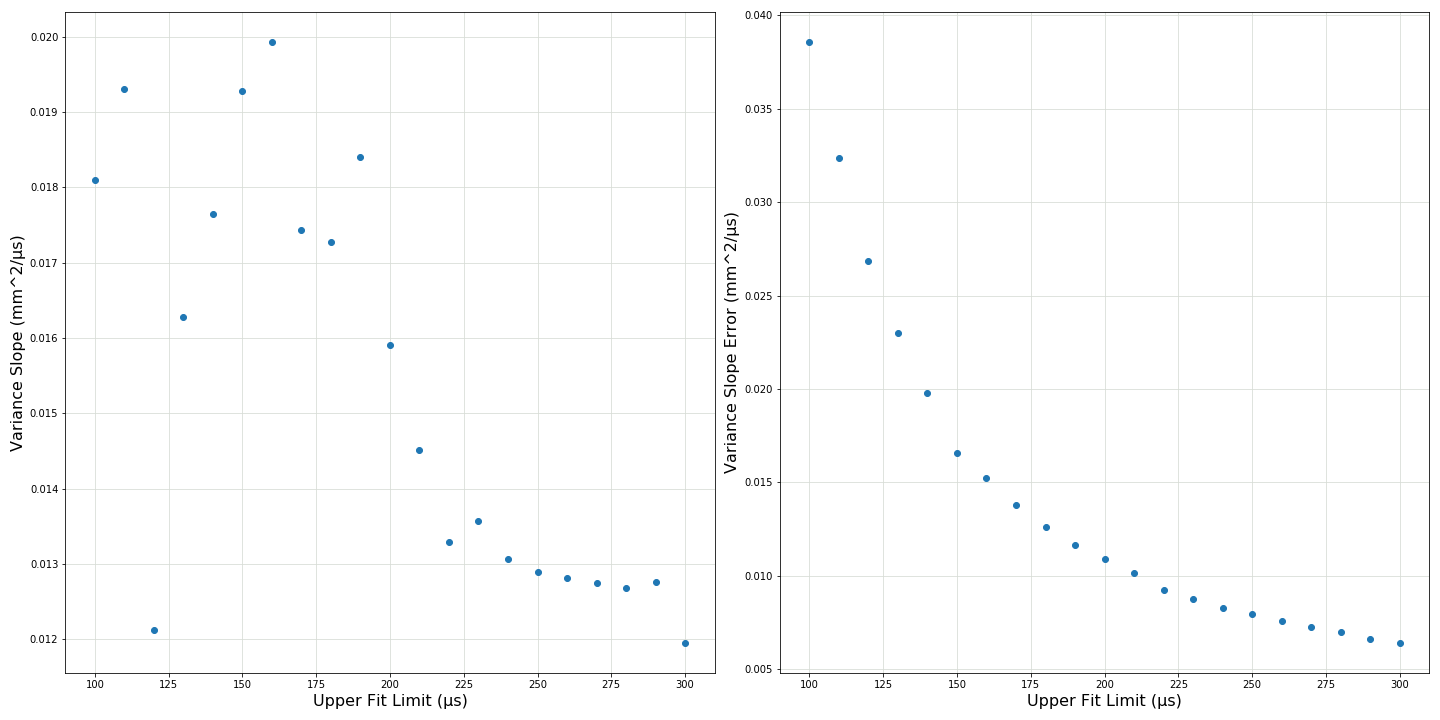 0.020
0.019
0.018
0.017
0.016
0.015
0.014
0.013
0.012
Variance Slope (mm^2/µs)
100 125 150 175 200 225 250 275 300
Upper Fit Limit (µs)
0.040
0.035
0.030
0.025
0.020
0.015
0.010
0.005
Variance Slope Error (mm^2/µs)
100 125 150 175 200 225 250 275 300
Upper Fit Limit (µs)